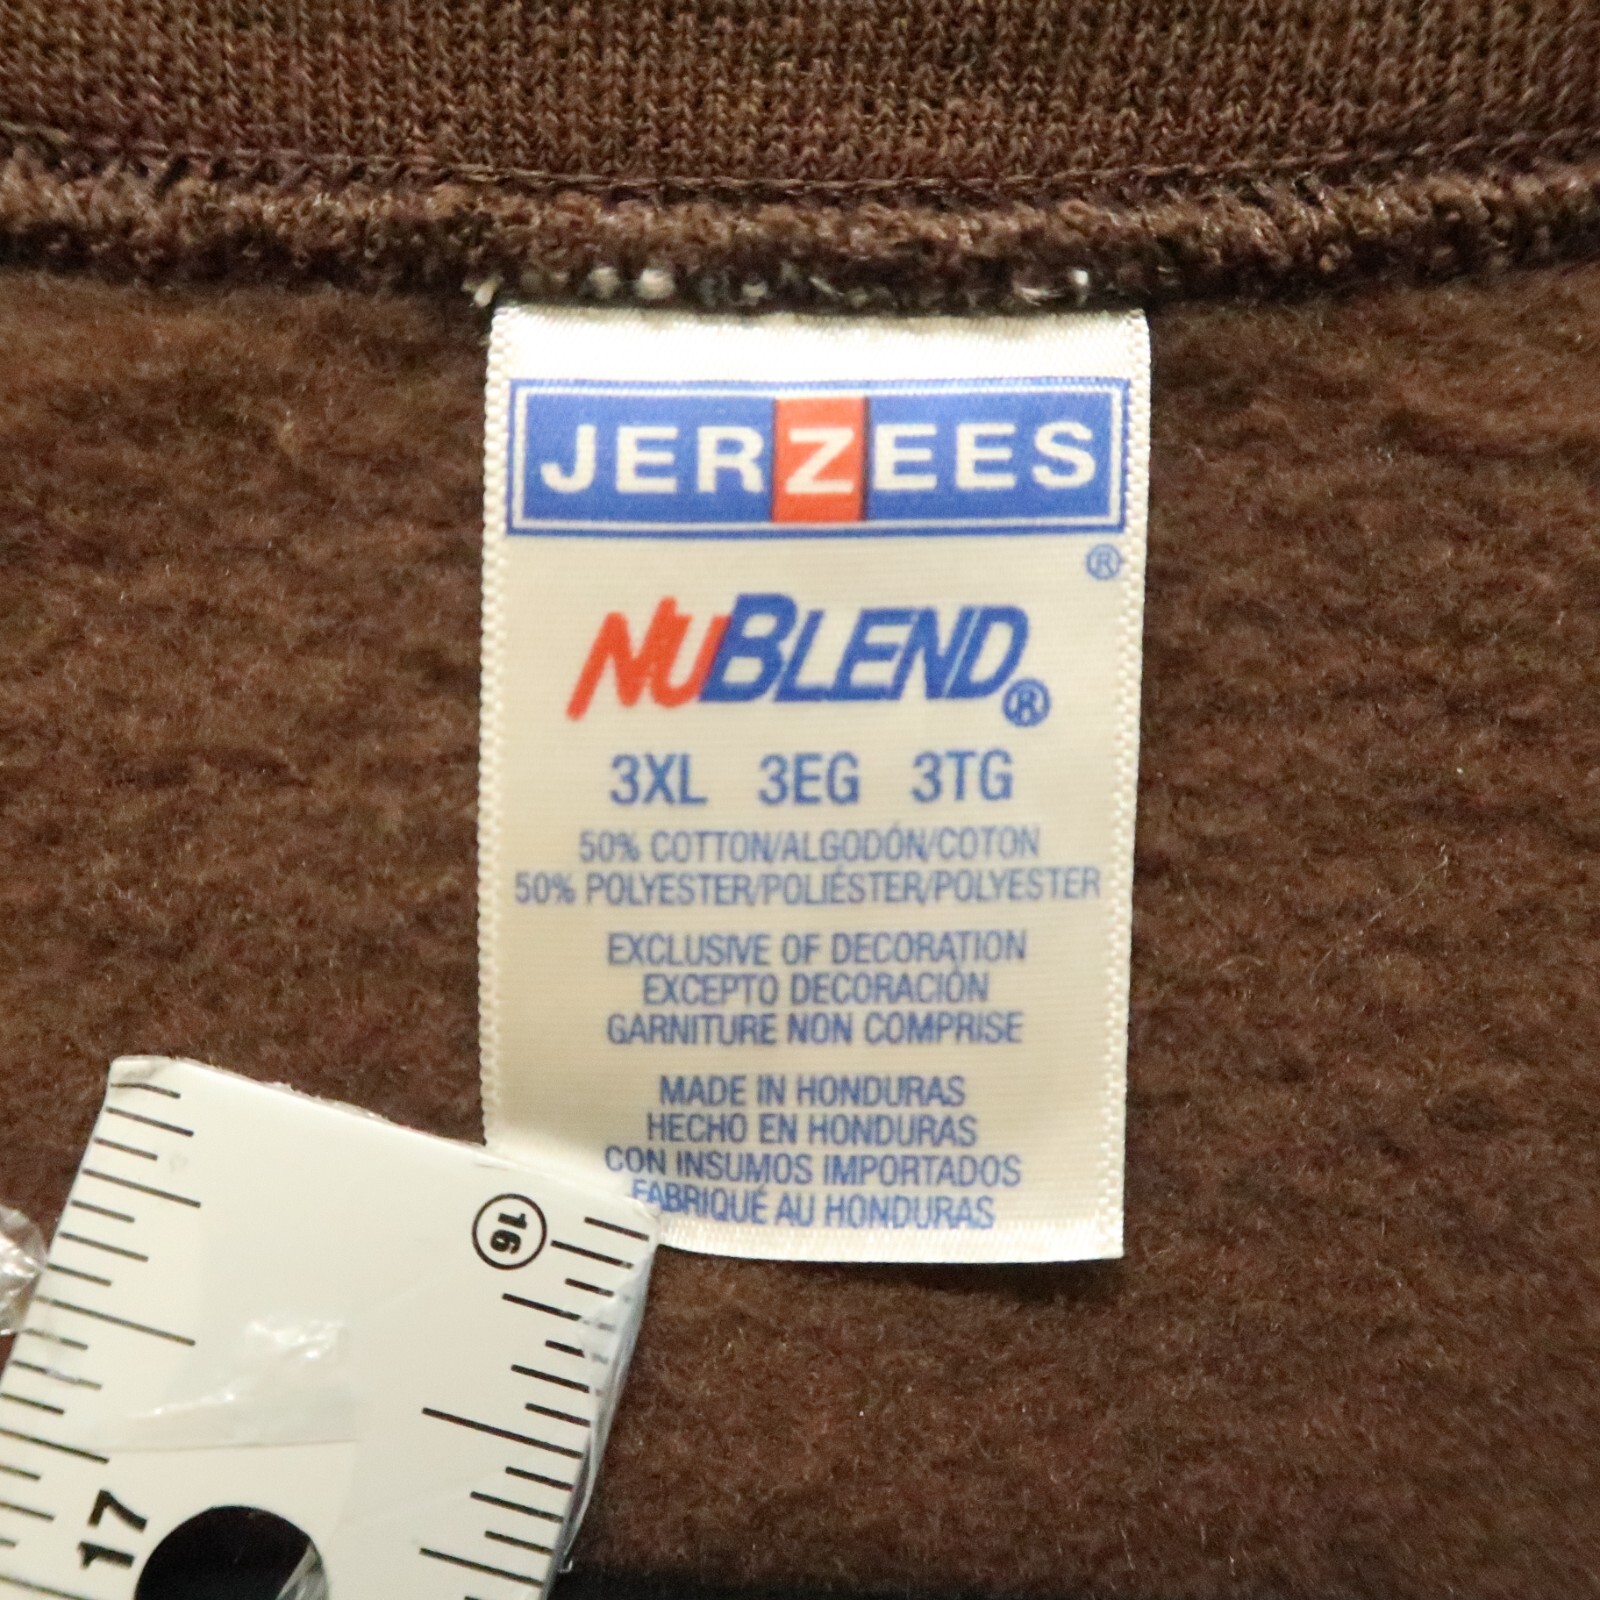 JERZEES
®
NUBLEND®
3XL 3EG 3TG
50% COTTON/ALGODÓN/COTON
50% POLYESTER/POLIÉSTER/POLYESTER
EXCLUSIVE OF DECORATION
EXCEPTO DECORACIÓN
GARNITURE NON COMPRISE
MADE IN HONDURAS
HECHO EN HONDURAS
CON INSUMOS IMPORTADOS
FABRIQUÉ AU HONDURAS
16
17